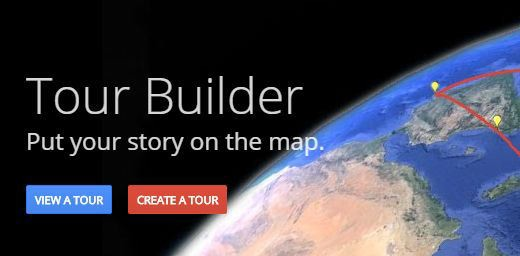 Tour Builder
Put your story on the map.
VIEW A TOUR
CREATE A TOUR